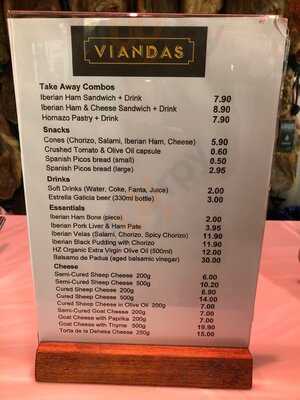 VIANDAS
Take Away Combos
Iberian Ham Sandwich + Drink 7.90
Iberian Ham & Cheese Sandwich + Drink 8.90
Hornazo Pastry + Drink 7.90
Snacks
Cones (Chorizo, Salami, Iberian Ham, Cheese) 5.90
Crushed Tomato & Olive Oil capsule 0.60
Spanish Picos bread (small) 0.50
Spanish Picos bread (large) 2.95
Drinks
Soft Drinks (Water, Coke, Fanta, Juice) 2.00
Estrella Galicia beer (330ml bottle) 3.00
Essentials
Iberian Ham Bone (piece) 2.00
Iberian Pork Liver & Ham Pate 3.95
Iberian Velas (Salami, Chorizo, Spicy Chorizo) 11.90
Iberian Black Pudding with Chorizo 11.90
HZ Organic Extra Virgin Olive Oil (500ml) 12.00
Balsamo de Padua (aged balsamic vinegar) 30.00
Cheese
Semi-Cured Sheep Cheese 200g 6.00
Semi-Cured Sheep Cheese 500g 10.20
Cured Sheep Cheese 200g 6.90
Cured Sheep Cheese 500g 14.00
Cured Sheep Cheese in Olive Oil 200g 7.00
Semi-Cured Goat Cheese 200g 7.00
Goat Cheese with Paprika 200g 7.00
Goat Cheese with Thyme 500g 19.90
Torta de la Dehesa Cheese 250g 15.00